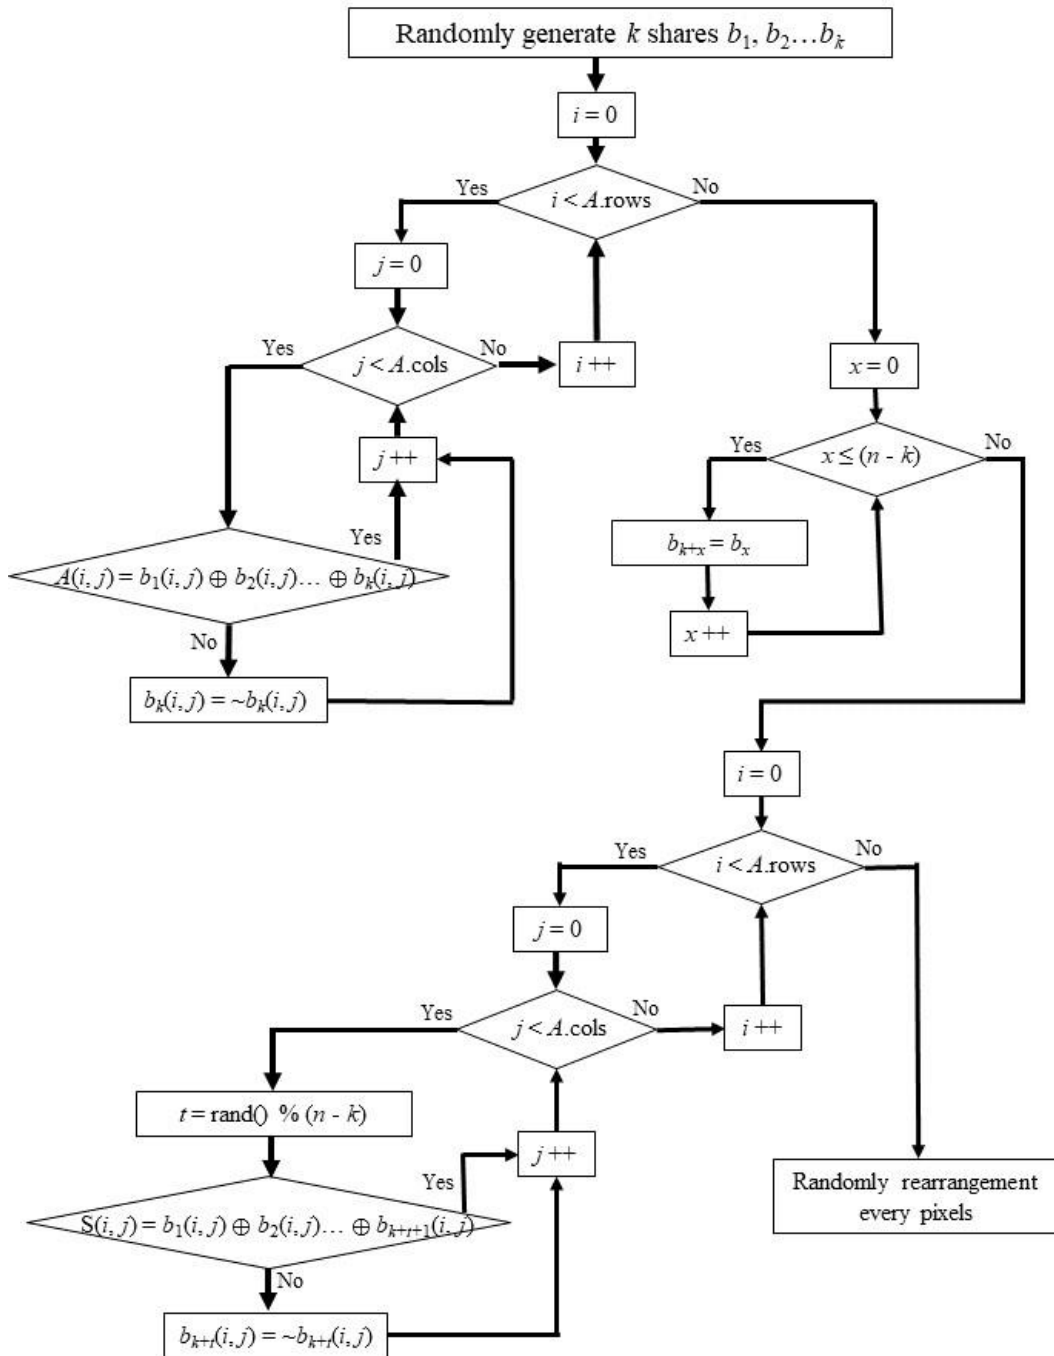 Randomly generate k shares b₁, b₂…bₖ
i = 0
Yes
i < A.rows
No
j = 0
Yes
j < A.cols
No
i ++
x = 0
j ++
Yes
x ≤ (n - k)
No
Yes
A(i, j) = b₁(i, j) ⊕ b₂(i, j)… ⊕ bₖ(i, j)
bₖ₊ₓ = bₓ
No
x ++
bₖ(i, j) = ~bₖ(i, j)
i = 0
Yes
i < A.rows
No
j = 0
Yes
j < A.cols
No
i ++
t = rand() % (n - k)
j ++
Yes
S(i, j) = b₁(i, j) ⊕ b₂(i, j)… ⊕ bₖ₊ₜ₊₁(i, j)
Randomly rearrangement
every pixels
No
bₖ₊ₜ(i, j) = ~bₖ₊ₜ(i, j)